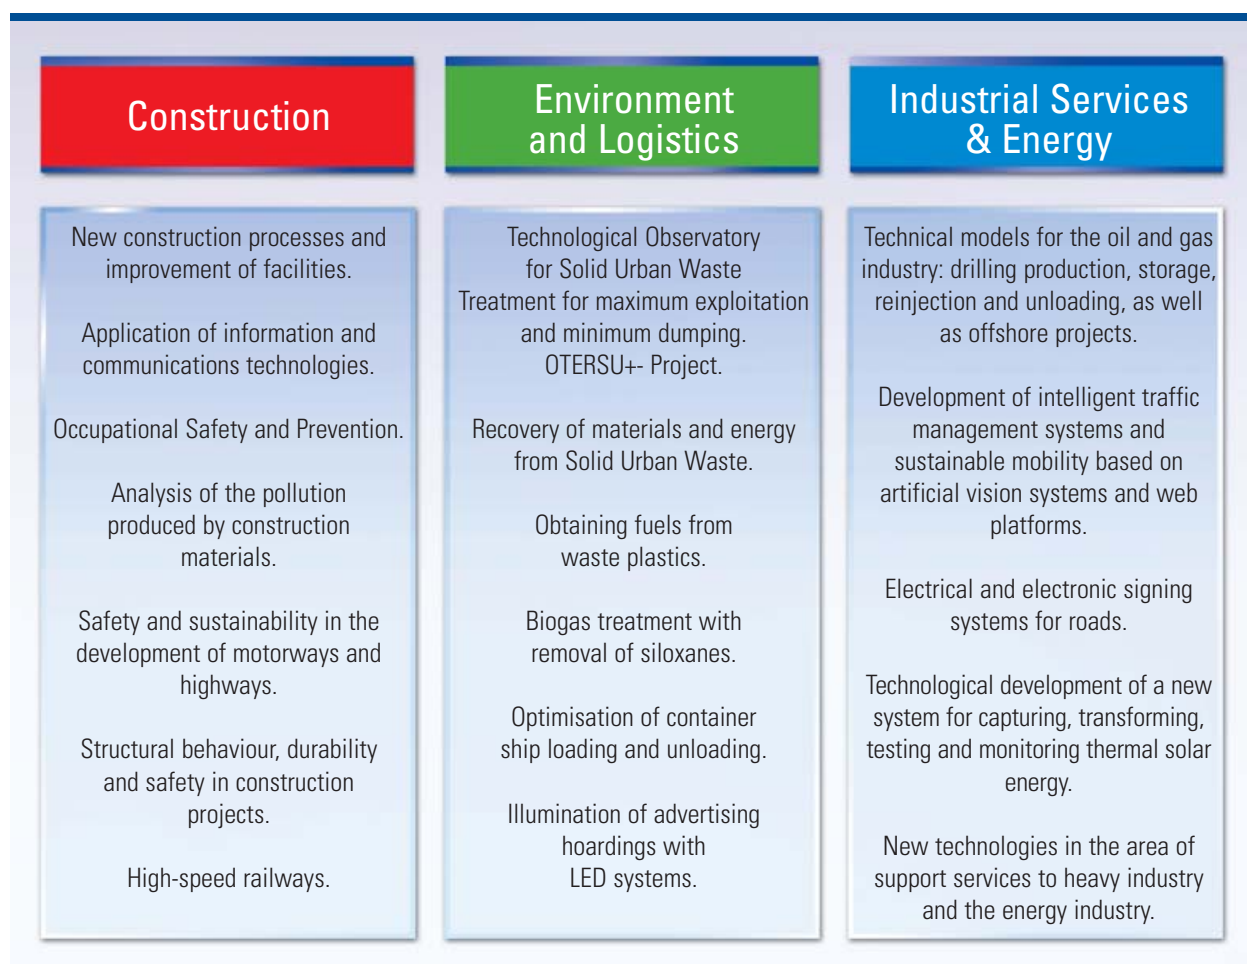 Construction
New construction processes and
improvement of facilities.
Application of information and
communications technologies.
Occupational Safety and Prevention.
Analysis of the pollution
produced by construction
materials.
Safety and sustainability in the
development of motorways and
highways.
Structural behaviour, durability
and safety in construction
projects.
High-speed railways.
Environment
and Logistics
Technological Observatory
for Solid Urban Waste
Treatment for maximum exploitation
and minimum dumping.
OTERSU+- Project.
Recovery of materials and energy
from Solid Urban Waste.
Obtaining fuels from
waste plastics.
Biogas treatment with
removal of siloxanes.
Optimisation of container
ship loading and unloading.
Illumination of advertising
hoardings with
LED systems.
Industrial Services
& Energy
Technical models for the oil and gas
industry: drilling production, storage,
reinjection and unloading, as well
as offshore projects.
Development of intelligent traffic
management systems and
sustainable mobility based on
artificial vision systems and web
platforms.
Electrical and electronic signing
systems for roads.
Technological development of a new
system for capturing, transforming,
testing and monitoring thermal solar
energy.
New technologies in the area of
support services to heavy industry
and the energy industry.